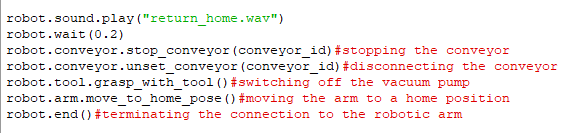 robot.sound.play("return_home.wav")
robot.wait(0.2)
robot.conveyor.stop_conveyor(conveyor_id)#stopping the conveyor
robot.conveyor.unset_conveyor(conveyor_id)#disconnecting the conveyor
robot.tool.grasp_with_tool()#switching off the vacuum pump
robot.arm.move_to_home_pose()#moving the arm to a home position
robot.end()#terminating the connection to the robotic arm